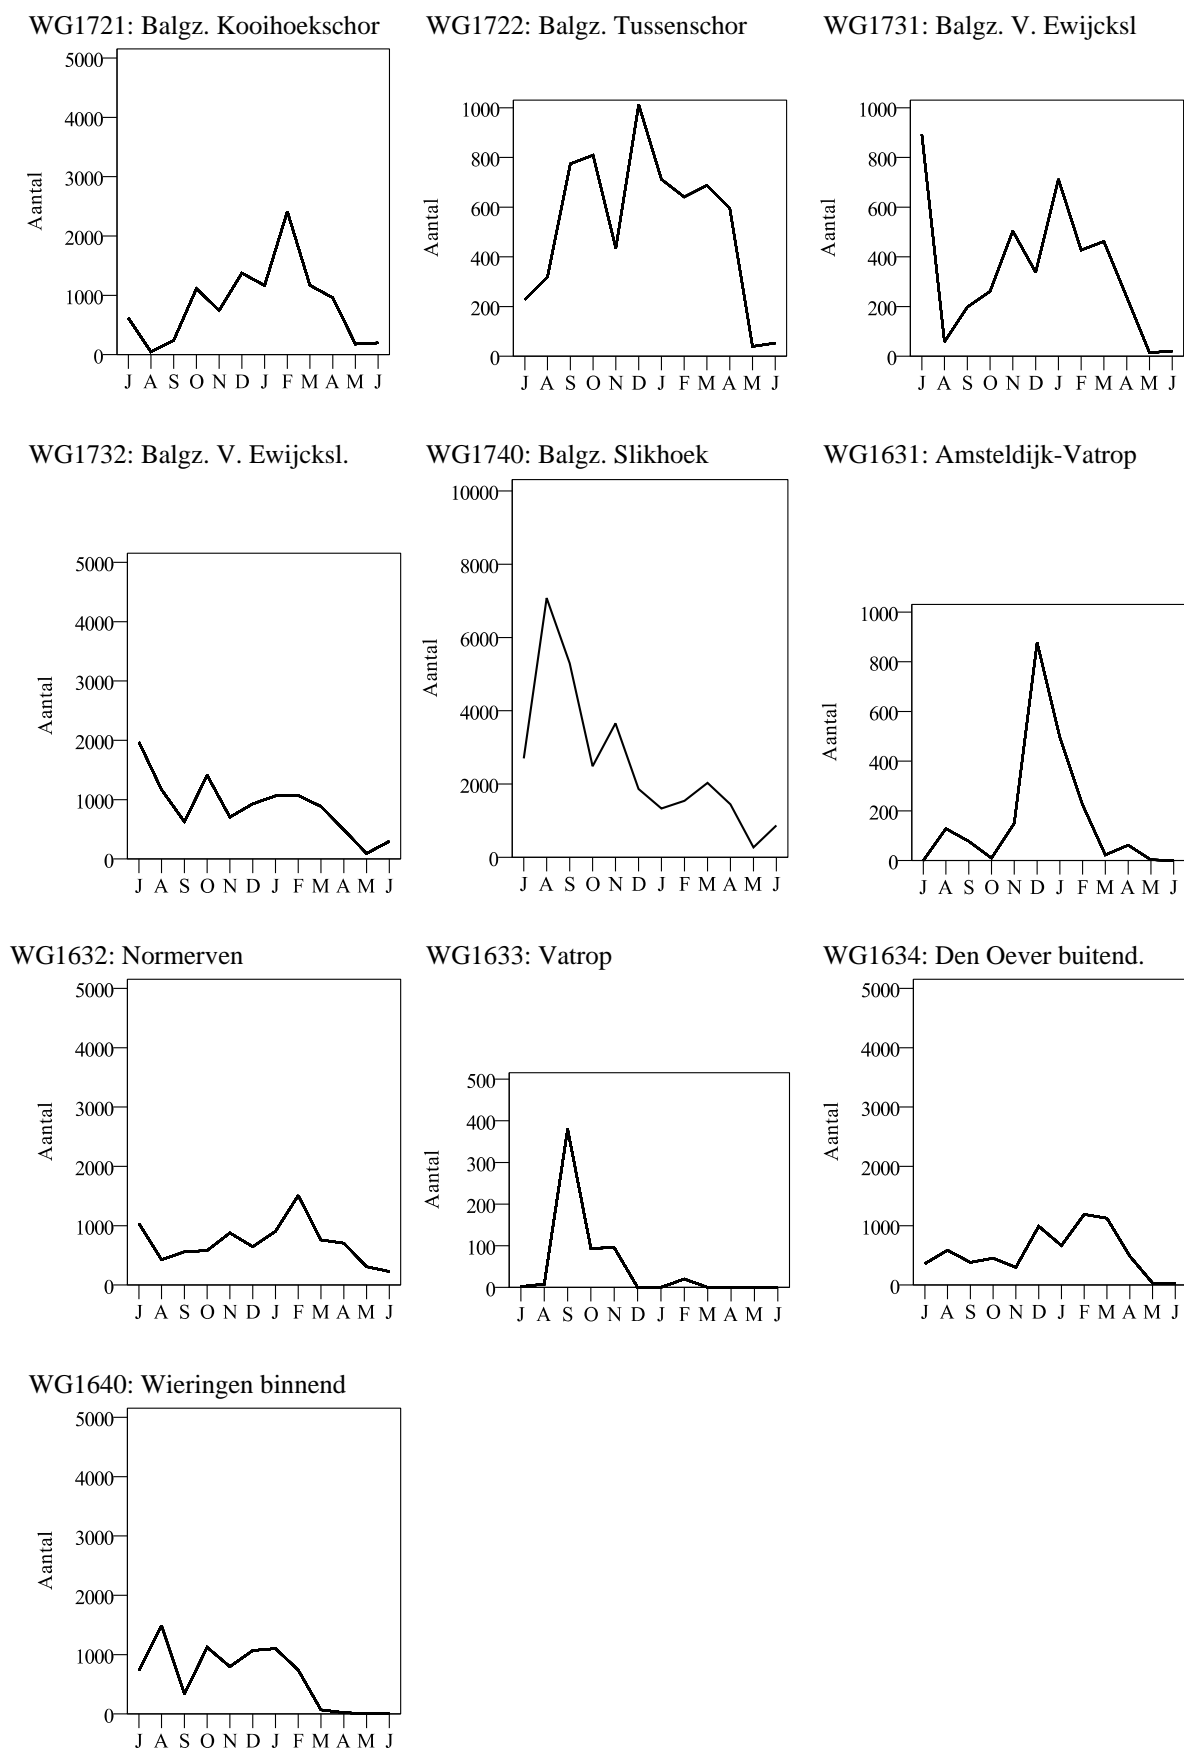 WG1721: Balgz. Kooihoekschor
5000
4000
3000
2000
1000
0
Aantal
J A S O N D J F M A M J
WG1722: Balgz. Tussenschor
1000
800
600
400
200
0
Aantal
J A S O N D J F M A M J
WG1731: Balgz. V. Ewijcksl
1000
800
600
400
200
0
Aantal
J A S O N D J F M A M J
WG1732: Balgz. V. Ewijcksl.
5000
4000
3000
2000
1000
0
Aantal
J A S O N D J F M A M J
WG1740: Balgz. Slikhoek
10000
8000
6000
4000
2000
0
Aantal
J A S O N D J F M A M J
WG1631: Amsteldijk-Vatrop
1000
800
600
400
200
0
Aantal
J A S O N D J F M A M J
WG1632: Normerven
5000
4000
3000
2000
1000
0
Aantal
J A S O N D J F M A M J
WG1633: Vatrop
500
400
300
200
100
0
Aantal
J A S O N D J F M A M J
WG1634: Den Oever buitend.
5000
4000
3000
2000
1000
0
Aantal
J A S O N D J F M A M J
WG1640: Wieringen binnend
5000
4000
3000
2000
1000
0
Aantal
J A S O N D J F M A M J